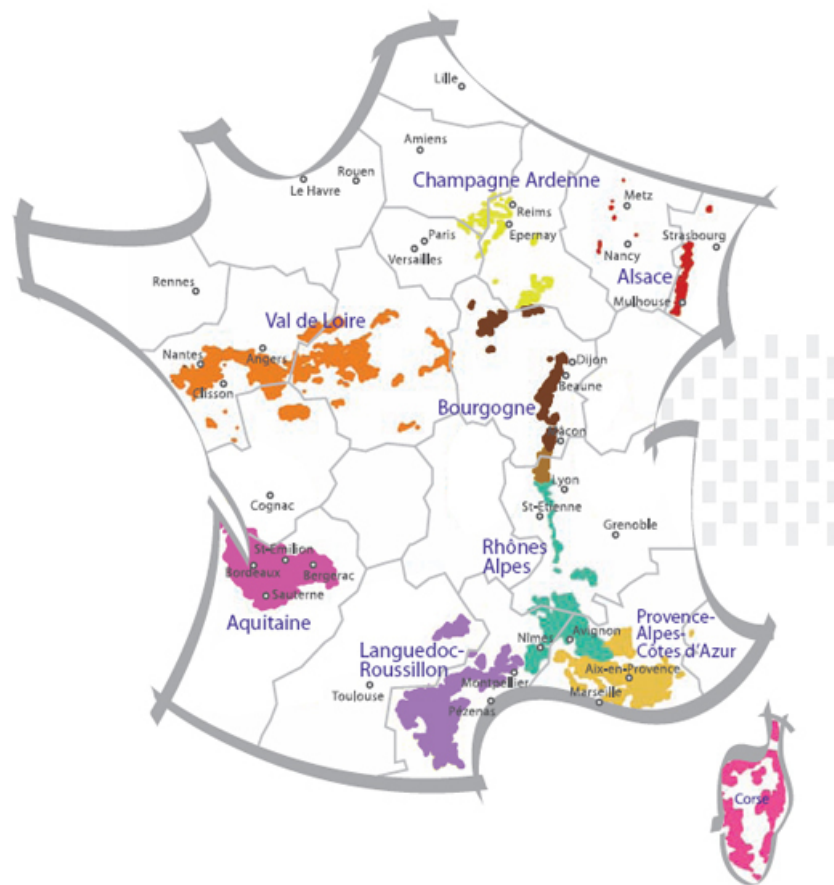 Lille
Amiens
Rouen
Le Havre
Champagne Ardenne
Reims
Epernay
Metz
Paris
Versailles
Nancy
Strasbourg
Alsace
Mulhouse
Rennes
Val de Loire
Nantes
Angers
Clisson
Dijon
Beaune
Bourgogne
Mâcon
Lyon
St-Etienne
Grenoble
Cognac
Rhônes
Alpes
St-Emilion
Bordeaux
Bergerac
Sauterne
Aquitaine
Languedoc-
Roussillon
Provence-
Alpes-
Côtes d'Azur
Nîmes
Avignon
Aix-en-Provence
Montpellier
Marseille
Toulouse
Pézenas
Corse